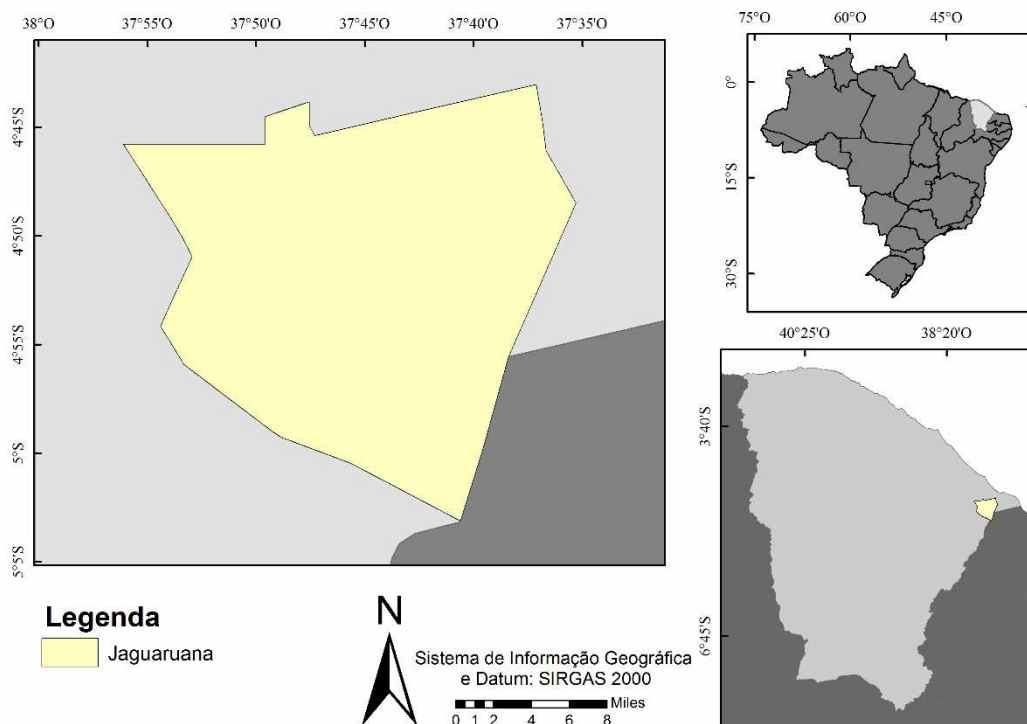 38°O 37°55'O 37°50'O 37°45'O 37°40'O 37°35'O
4°45'S
4°50'S
4°55'S
5°S
5°5'S
75°O 60°O 45°O
0°
15°S
30°S
40°25'O 38°20'O
3°40'S
6°45'S
Legenda
Jaguaruana
N
Sistema de Informação Geográfica
e Datum: SIRGAS 2000
Miles
0 1 2 4 6 8